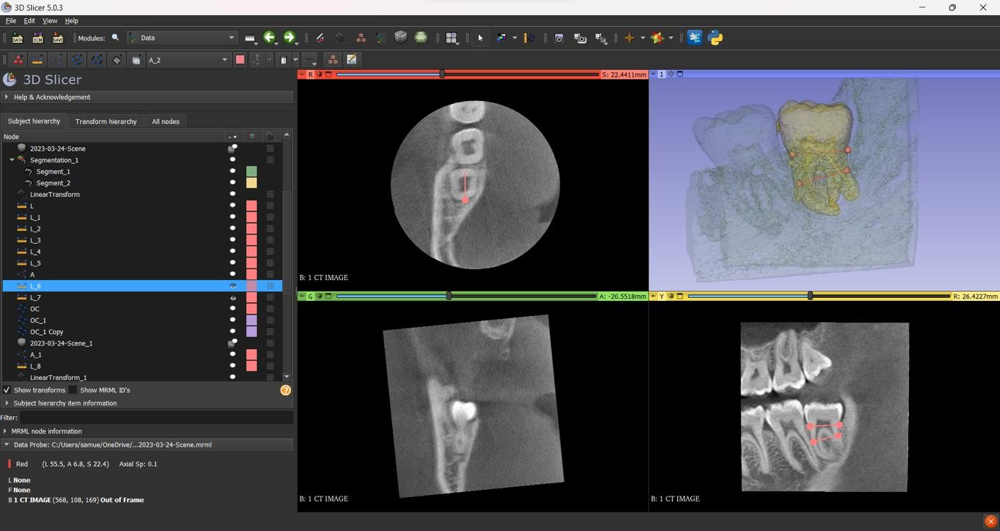 3D Slicer 5.0.3
File Edit View Help
DATA DCM SAVE Modules: Data
A_2
3D Slicer
Help & Acknowledgement
Subject hierarchy Transform hierarchy All nodes
Node
2023-03-24-Scene
Segmentation_1
Segment_1
Segment_2
LinearTransform
L
L_1
L_2
L_3
L_4
L_5
A
L_6
L_7
OC
OC_1
OC_1 Copy
2023-03-24-Scene_1
A_1
L_8
LinearTransform_1
Show transforms Show MRML ID's
Subject hierarchy item information
Filter:
MRML node information
Data Probe: C:/Users/samue/OneDrive/...2023-03-24-Scene.mrml
Red (L 55.5, A 6.8, S 22.4) Axial Sp: 0.1
L None
F None
B 1 CT IMAGE (568, 108, 169) Out of Frame
R S: 22.4411mm
B: 1 CT IMAGE
1
G A: -20.5518mm
B: 1 CT IMAGE
Y R: 26.4227mm
B: 1 CT IMAGE